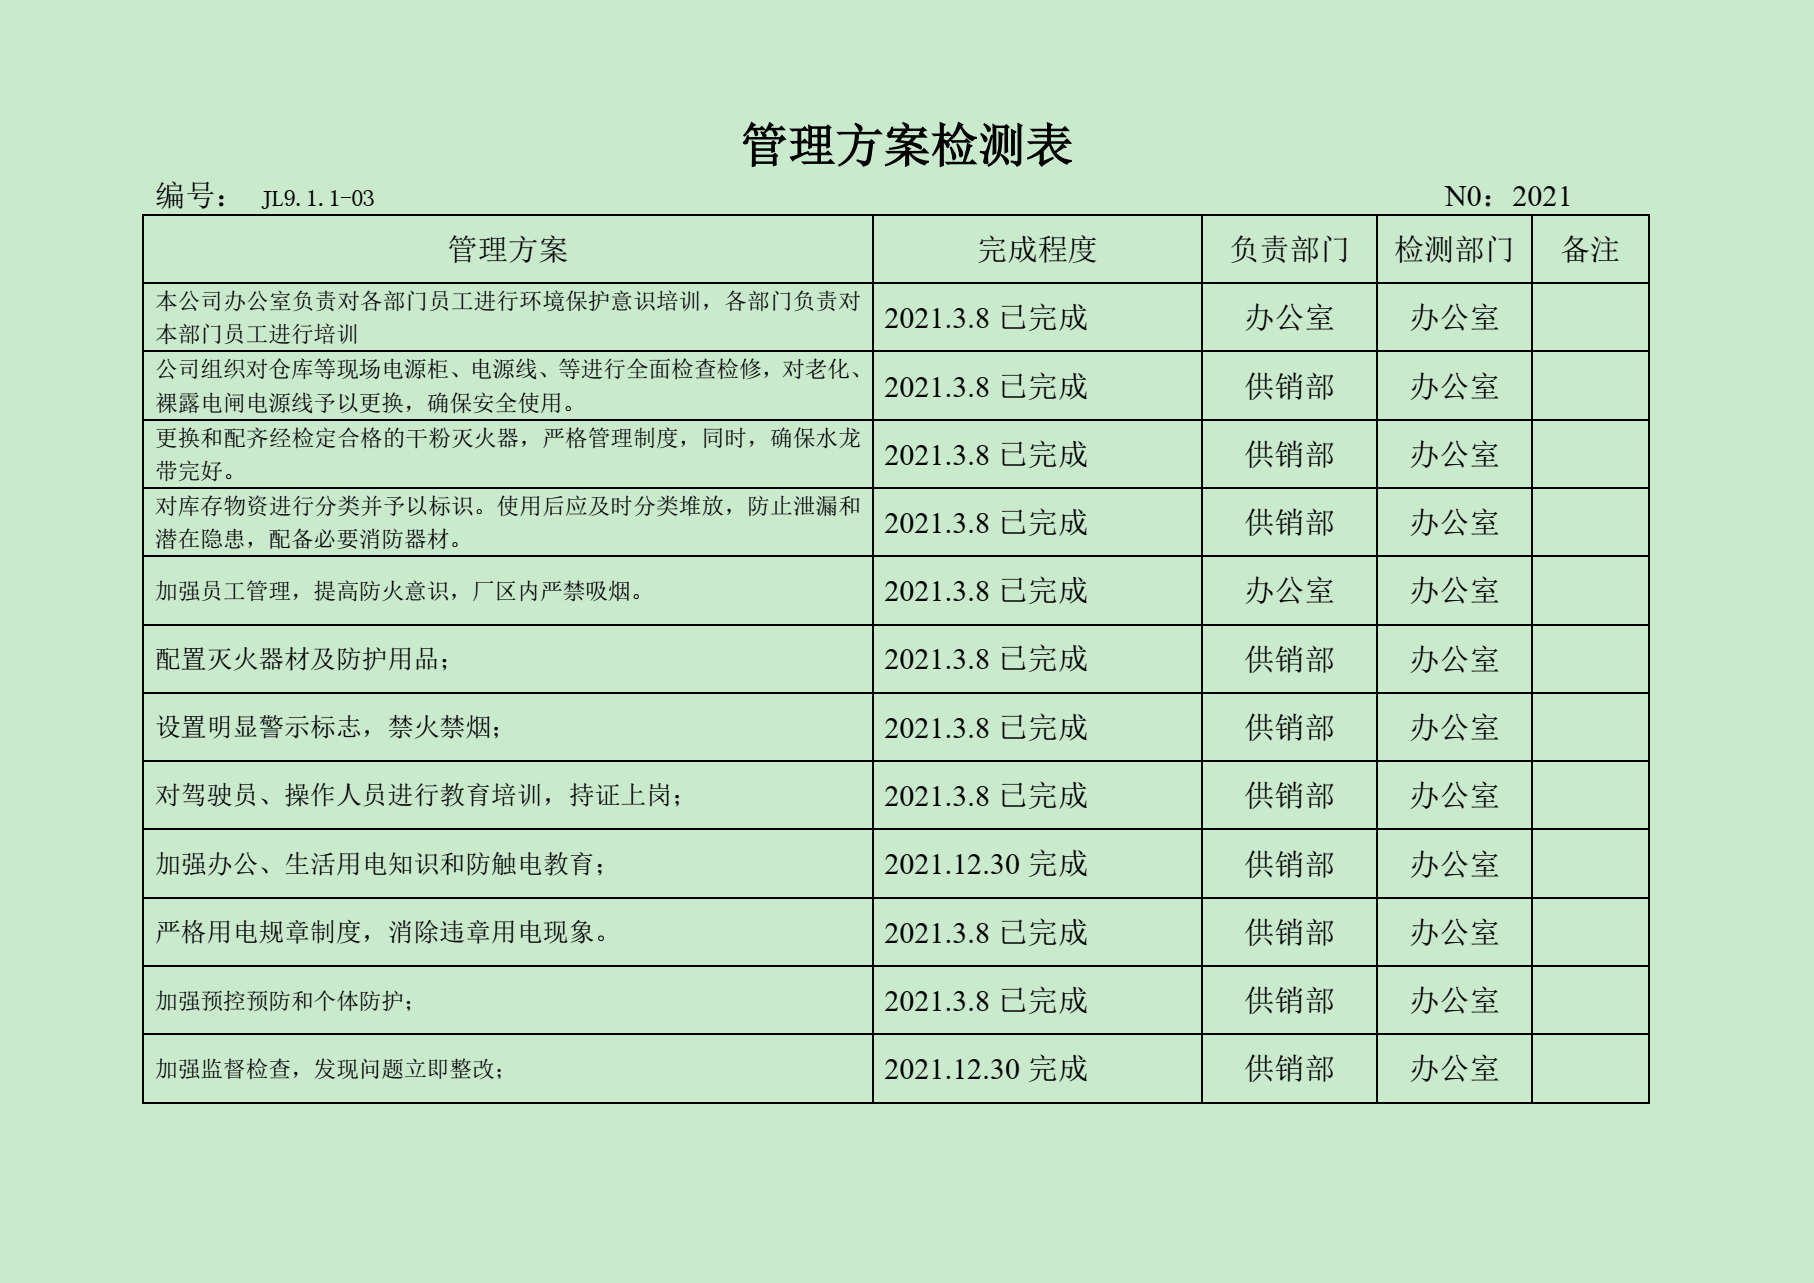 管理方案检测表
编号： JL9.1.1-03 N0：2021
管理方案 完成程度 负责部门 检测部门 备注
本公司办公室负责对各部门员工进行环境保护意识培训，各部门负责对
本部门员工进行培训
2021.3.8 已完成 办公室 办公室
公司组织对仓库等现场电源柜、电源线、等进行全面检查检修，对老化、
裸露电闸电源线予以更换，确保安全使用。
2021.3.8 已完成 供销部 办公室
更换和配齐经检定合格的干粉灭火器，严格管理制度，同时，确保水龙
带完好。
2021.3.8 已完成 供销部 办公室
对库存物资进行分类并予以标识。使用后应及时分类堆放，防止泄漏和
潜在隐患，配备必要消防器材。
2021.3.8 已完成 供销部 办公室
加强员工管理，提高防火意识，厂区内严禁吸烟。 2021.3.8 已完成 办公室 办公室
配置灭火器材及防护用品； 2021.3.8 已完成 供销部 办公室
设置明显警示标志，禁火禁烟； 2021.3.8 已完成 供销部 办公室
对驾驶员、操作人员进行教育培训，持证上岗； 2021.3.8 已完成 供销部 办公室
加强办公、生活用电知识和防触电教育； 2021.12.30 完成 供销部 办公室
严格用电规章制度，消除违章用电现象。 2021.3.8 已完成 供销部 办公室
加强预控预防和个体防护； 2021.3.8 已完成 供销部 办公室
加强监督检查，发现问题立即整改； 2021.12.30 完成 供销部 办公室